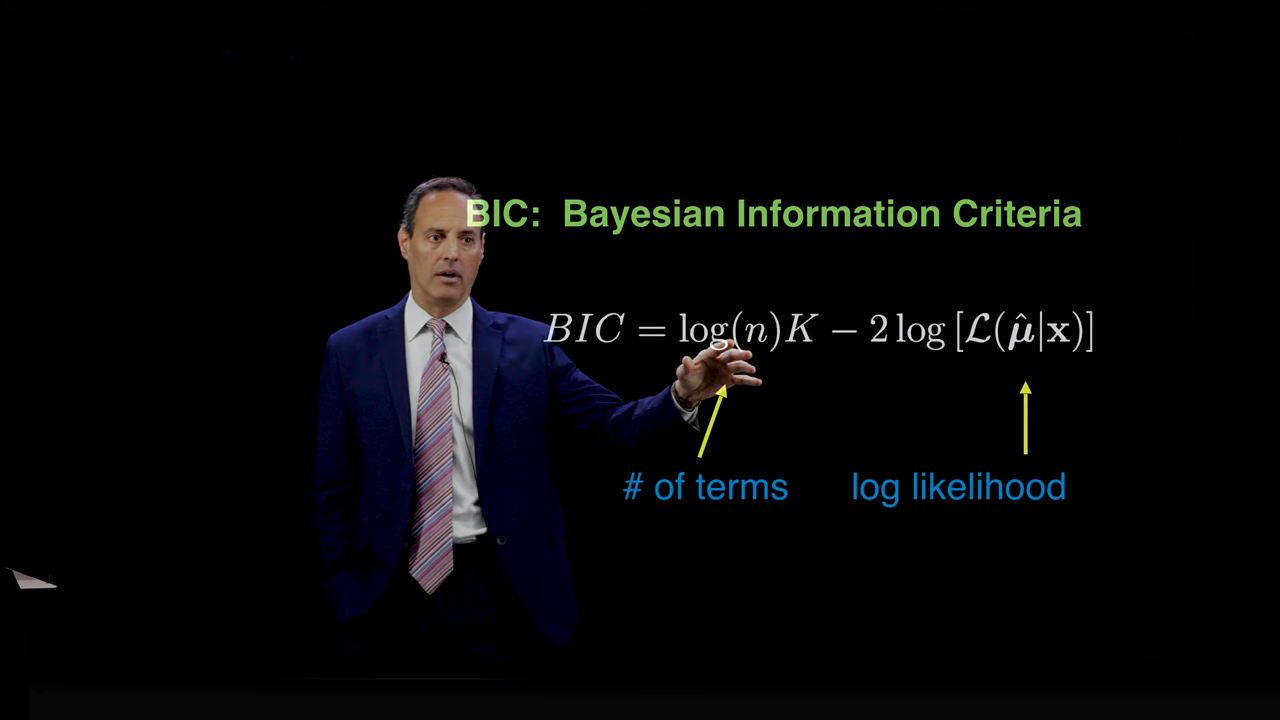 BIC: Bayesian Information Criteria
BIC = log(n)K − 2 log [𝓛(μ̂|x)]
# of terms log likelihood